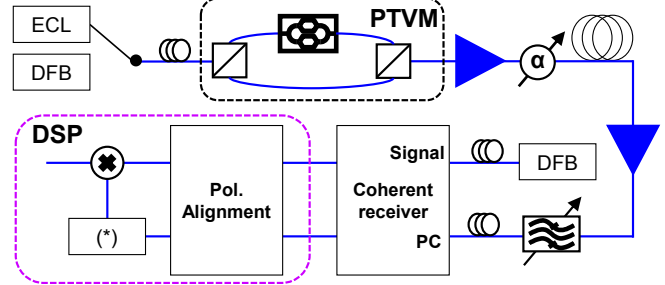 ECL
PTVM
DFB
α
DSP
Signal
DFB
Pol.
Alignment
Coherent
receiver
(*)
PC